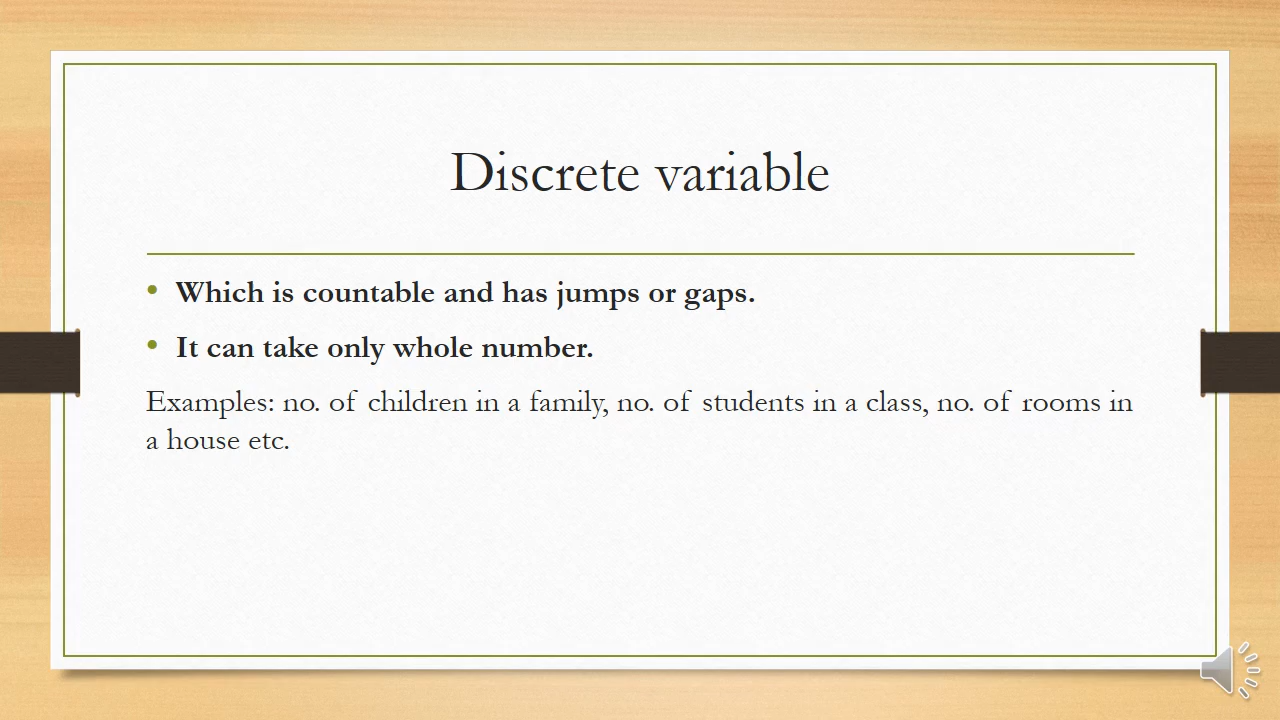 Discrete variable
• Which is countable and has jumps or gaps.
• It can take only whole number.
Examples: no. of children in a family, no. of students in a class, no. of rooms in
a house etc.